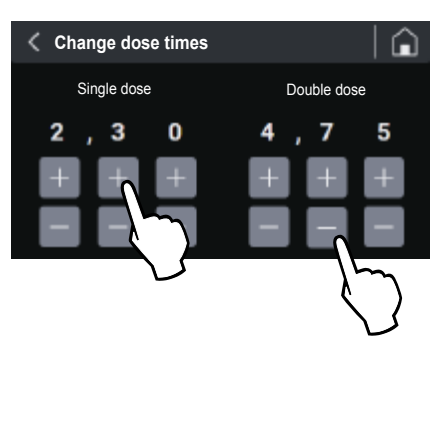 Change dose times
Single dose
Double dose
2 , 3 0
4 , 7 5
+ + +
+ + +
− − 
− − −